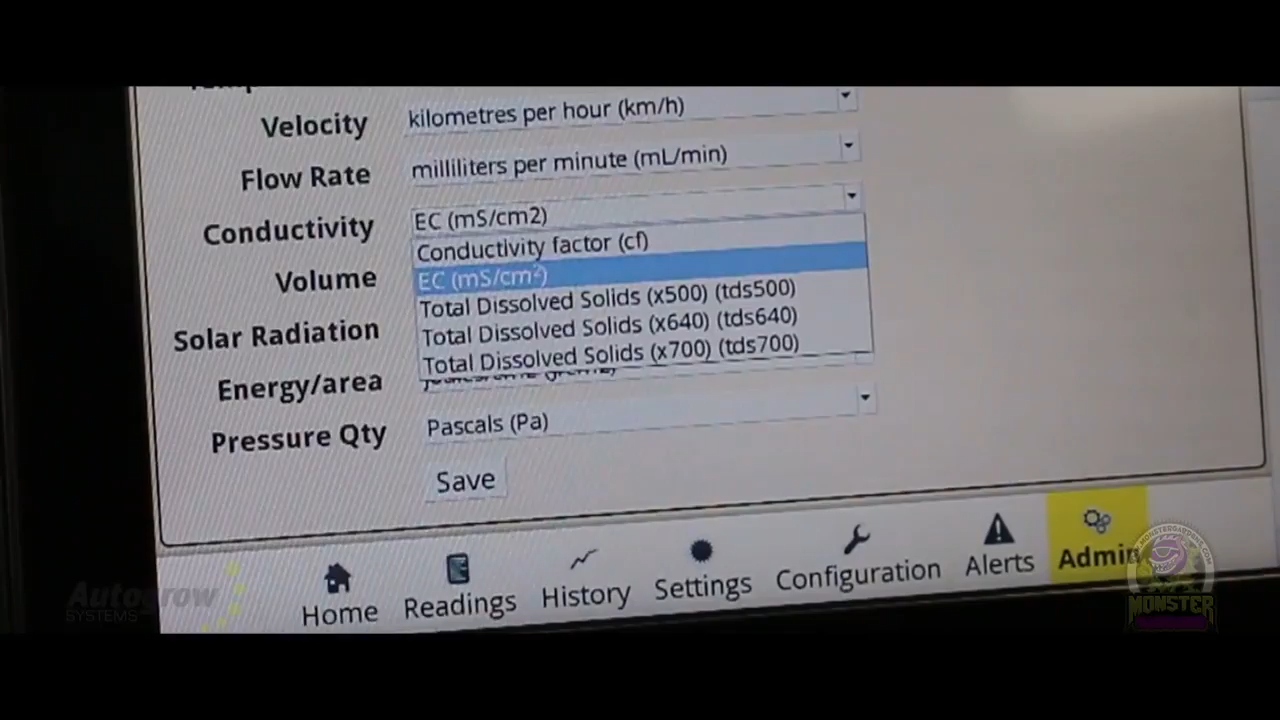 Velocity kilometres per hour (km/h)
Flow Rate milliliters per minute (mL/min)
Conductivity EC (mS/cm2)
Conductivity factor (cf)
Volume EC (mS/cm²)
Total Dissolved Solids (x500) (tds500)
Solar Radiation Total Dissolved Solids (x640) (tds640)
Total Dissolved Solids (x700) (tds700)
Energy/area
Pressure Qty Pascals (Pa)
Save
Home Readings History Settings Configuration Alerts Admin
Autogrow
SYSTEMS
MONSTER